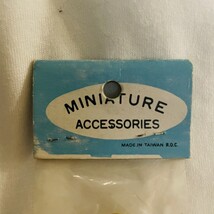 MINIATURE
ACCESSORIES
MADE IN TAIWAN R.O.C.